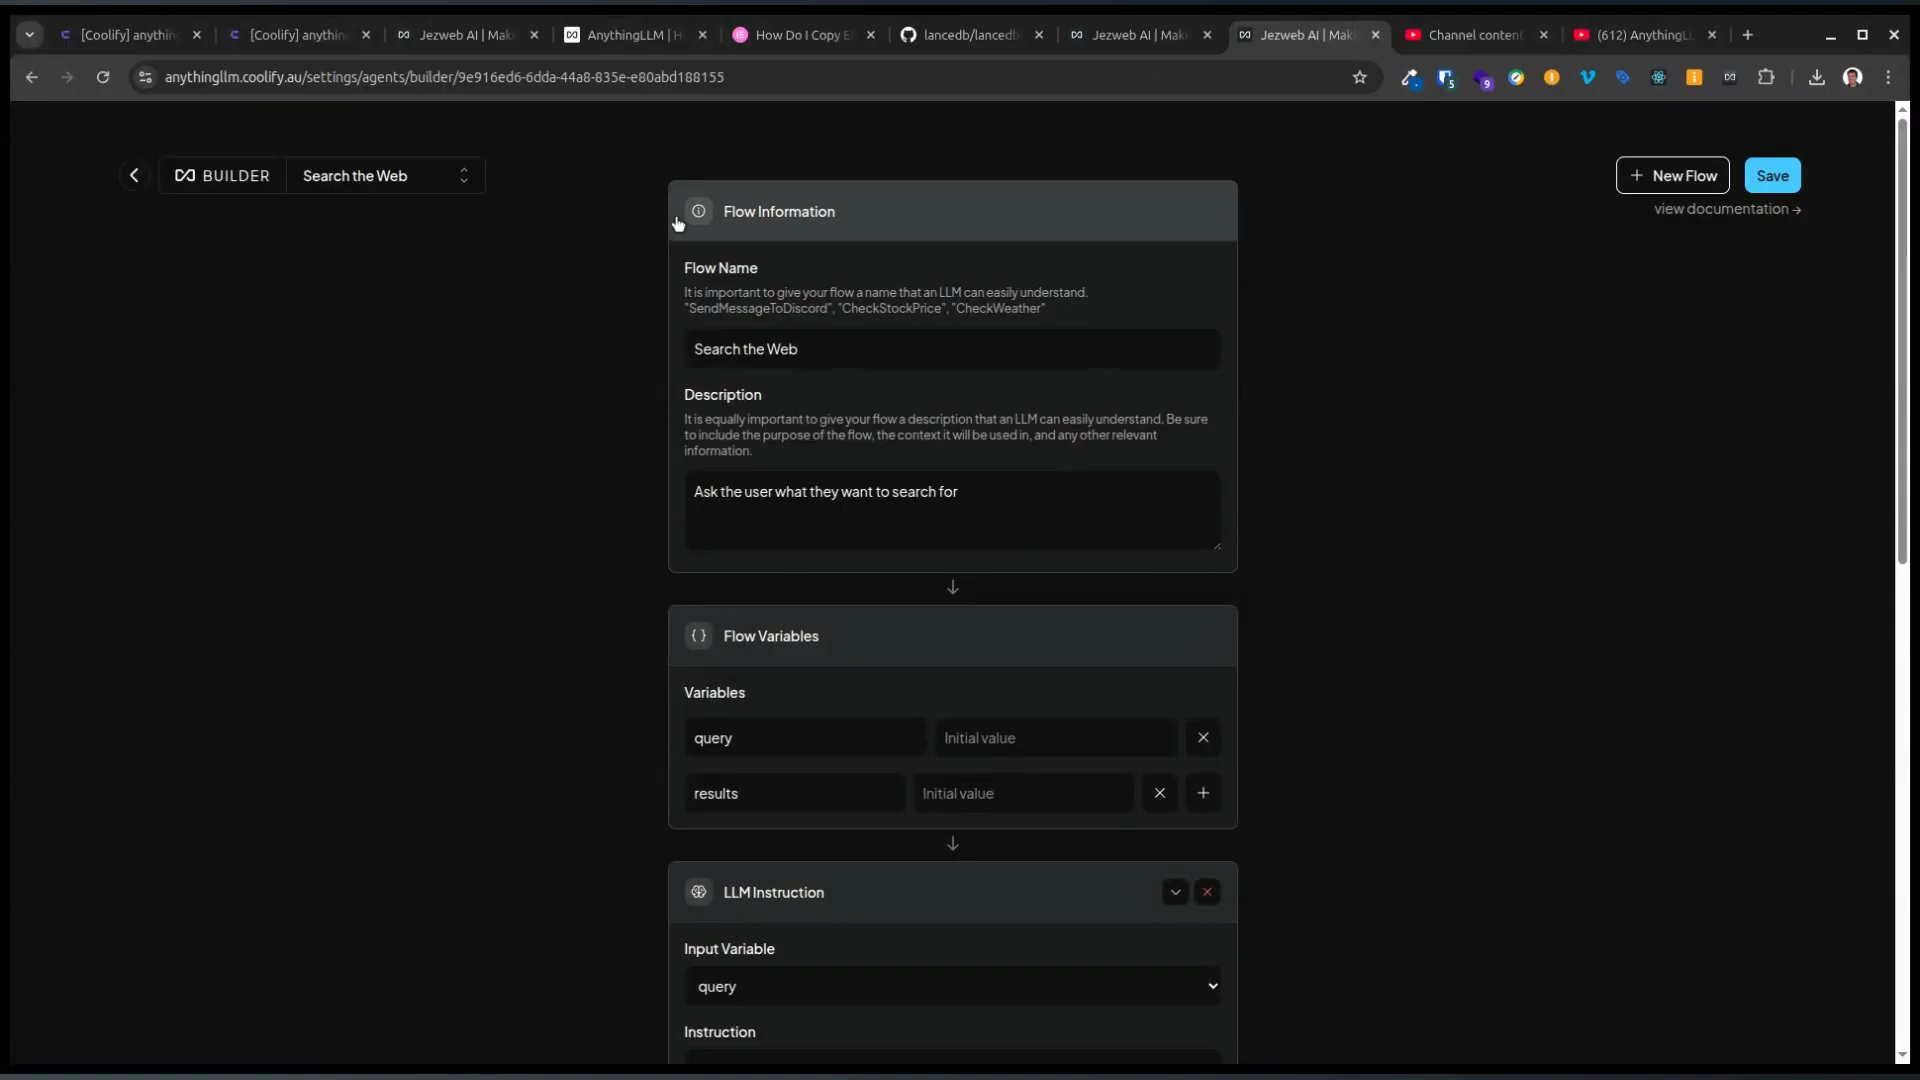 [Coolify] anythin
[Coolify] anythin
Jezweb AI | Mak
AnythingLLM | H
How Do I Copy E
lancedb/lancedb
Jezweb AI | Mak
Jezweb AI | Maki
Channel content
(612) AnythingL
anythingllm.coolify.au/settings/agents/builder/9e916ed6-6dda-44a8-835e-e80abd188155
5
9
BUILDER
Search the Web
New Flow
Save
view documentation →
Flow Information
Flow Name
It is important to give your flow a name that an LLM can easily understand.
"SendMessageToDiscord", "CheckStockPrice", "CheckWeather"
Search the Web
Description
It is equally important to give your flow a description that an LLM can easily understand. Be sure
to include the purpose of the flow, the context it will be used in, and any other relevant
information.
Ask the user what they want to search for
Flow Variables
Variables
query
Initial value
results
Initial value
LLM Instruction
Input Variable
query
Instruction